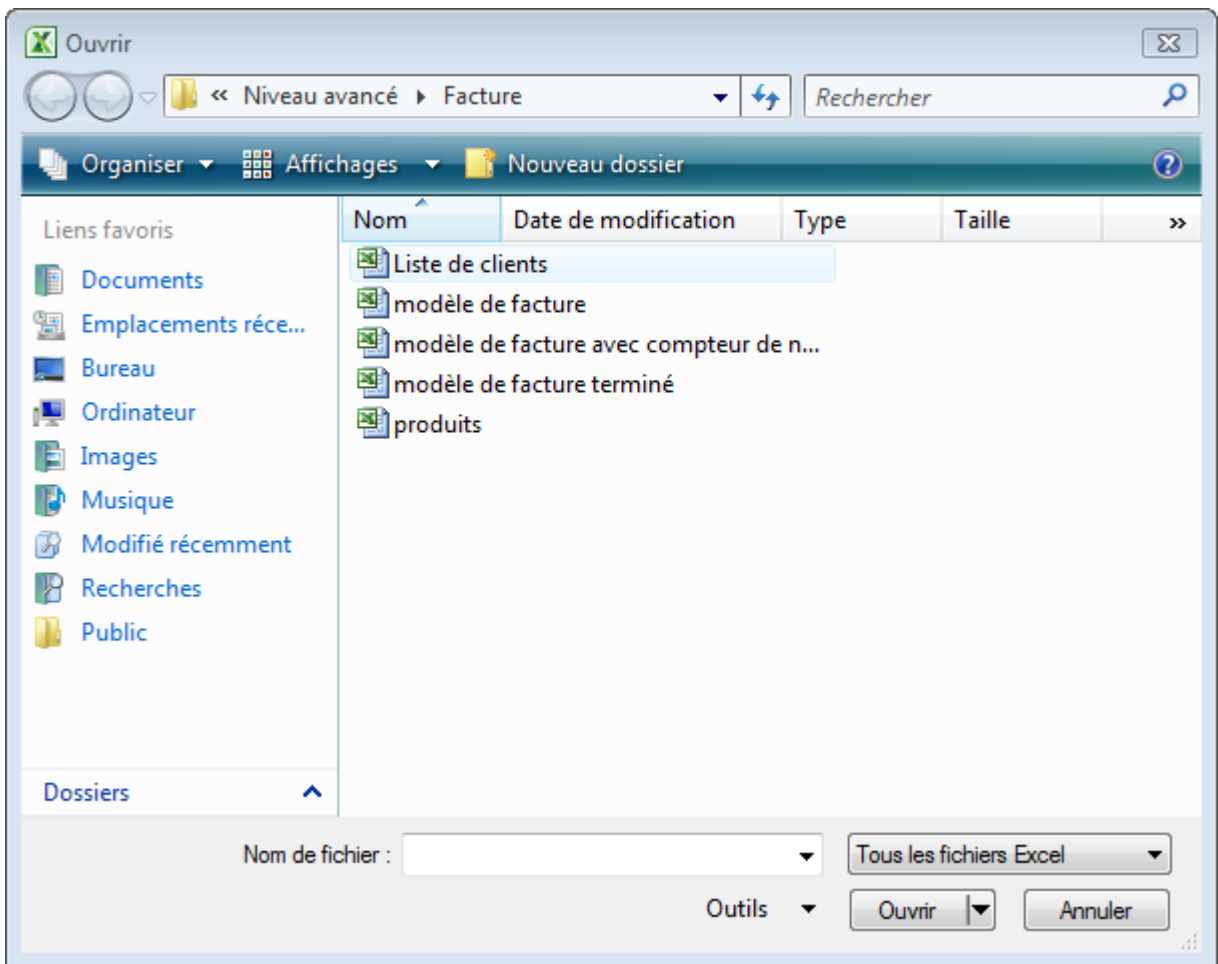 Ouvrir
« Niveau avancé Facture Rechercher
Organiser Affichages Nouveau dossier ?
Liens favoris
Documents
Emplacements réce...
Bureau
Ordinateur
Images
Musique
Modifié récemment
Recherches
Public
Dossiers
Nom Date de modification Type Taille »
Liste de clients
modèle de facture
modèle de facture avec compteur de n...
modèle de facture terminé
produits
Nom de fichier : Tous les fichiers Excel
Outils Ouvrir Annuler